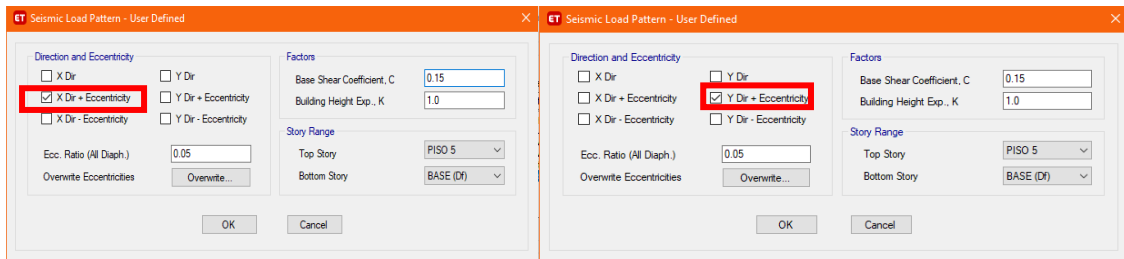 ET Seismic Load Pattern - User Defined
Direction and Eccentricity
X Dir Y Dir
X Dir + Eccentricity Y Dir + Eccentricity
X Dir - Eccentricity Y Dir - Eccentricity
Ecc. Ratio (All Diaph.) 0.05
Overwrite Eccentricities Overwrite...
Factors
Base Shear Coefficient, C 0.15
Building Height Exp., K 1.0
Story Range
Top Story PISO 5
Bottom Story BASE (Df)
OK Cancel
ET Seismic Load Pattern - User Defined
Direction and Eccentricity
X Dir Y Dir
X Dir + Eccentricity Y Dir + Eccentricity
X Dir - Eccentricity Y Dir - Eccentricity
Ecc. Ratio (All Diaph.) 0.05
Overwrite Eccentricities Overwrite...
Factors
Base Shear Coefficient, C 0.15
Building Height Exp., K 1.0
Story Range
Top Story PISO 5
Bottom Story BASE (Df)
OK Cancel